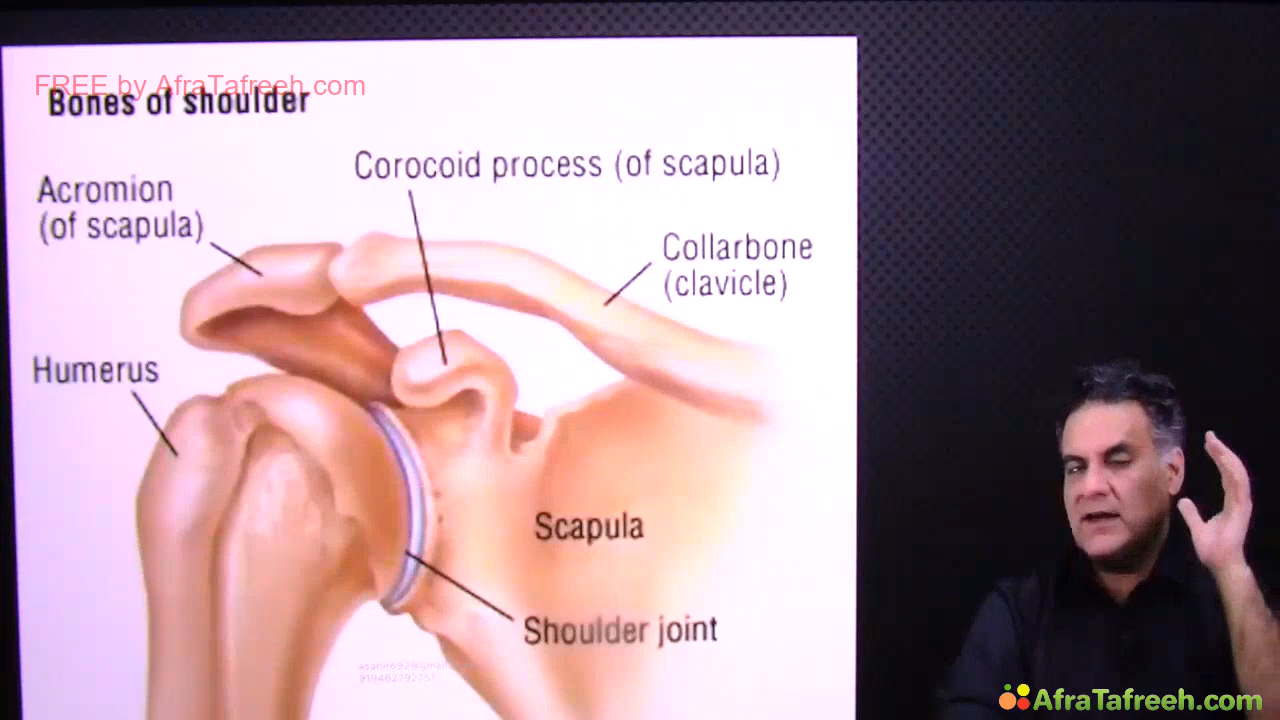 FREE by AfraTafreeh.com
Bones of shoulder
Corocoid process (of scapula)
Acromion
(of scapula)
Collarbone
(clavicle)
Humerus
Scapula
Shoulder joint
919462792751
AfraTafreeh.com